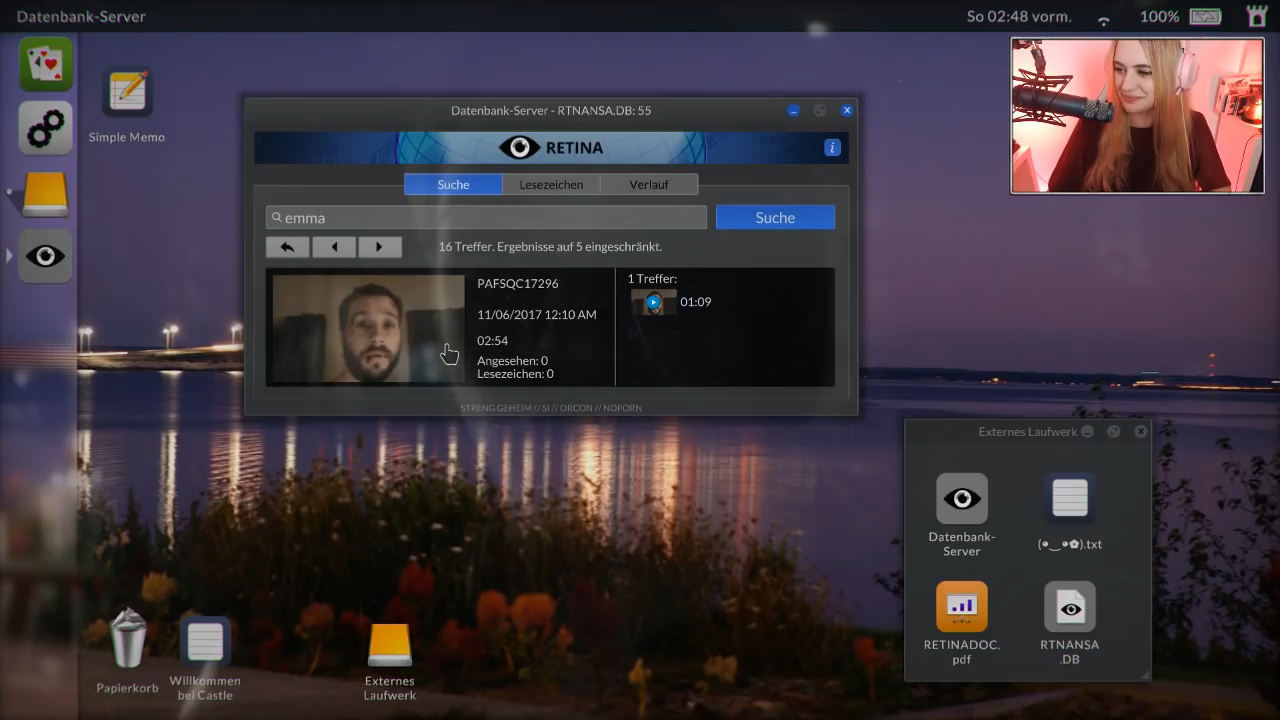 Datenbank-Server
So 02:48 vorm.
100%
Simple Memo
Datenbank-Server - RTNANSA.DB: 55
RETINA
i
Suche
Lesezeichen
Verlauf
emma
Suche
16 Treffer. Ergebnisse auf 5 eingeschränkt.
PAFSQC17296
11/06/2017 12:10 AM
02:54
Angesehen: 0
Lesezeichen: 0
1 Treffer:
01:09
STRENG GEHEIM // SI // ORCON // NOFORN
Externes Laufwerk
Datenbank-
Server
(•‿•✿).txt
RETINADOC.
pdf
RTNANSA
.DB
Papierkorb
Willkommen
bei Castle
Externes
Laufwerk